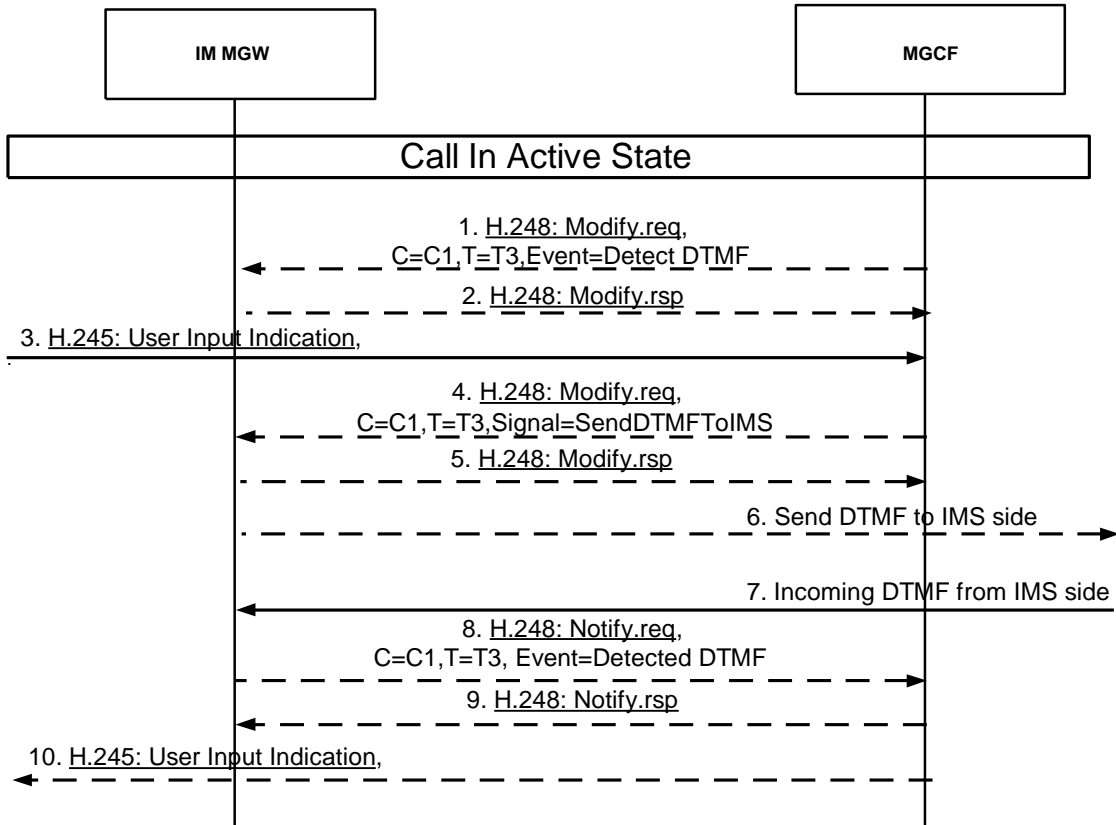 IM MGW
MGCF
Call In Active State
1. H.248: Modify.req,
C=C1,T=T3,Event=Detect DTMF
2. H.248: Modify.rsp
3. H.245: User Input Indication,
4. H.248: Modify.req,
C=C1,T=T3,Signal=SendDTMFToIMS
5. H.248: Modify.rsp
6. Send DTMF to IMS side
7. Incoming DTMF from IMS side
8. H.248: Notify.req,
C=C1,T=T3, Event=Detected DTMF
9. H.248: Notify.rsp
10. H.245: User Input Indication,